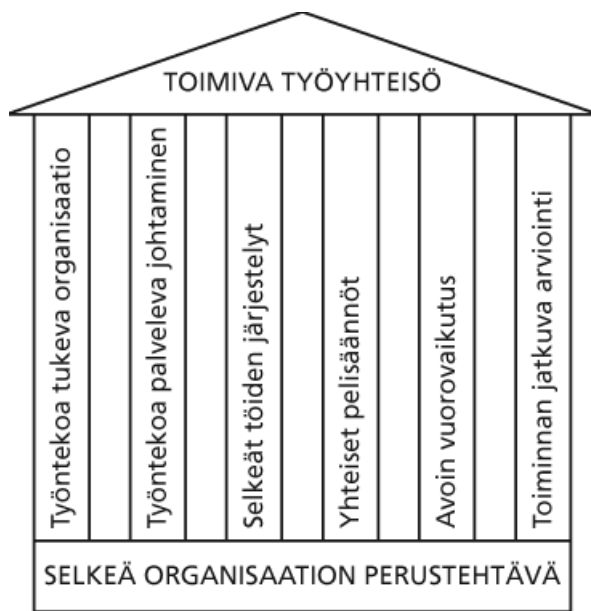 TOIMIVA TYÖYHTEISÖ
Työntekoa tukeva organisaatio
Työntekoa palveleva johtaminen
Selkeät töiden järjestelyt
Yhteiset pelisäännöt
Avoin vuorovaikutus
Toiminnan jatkuva arviointi
SELKEÄ ORGANISAATION PERUSTEHTÄVÄ